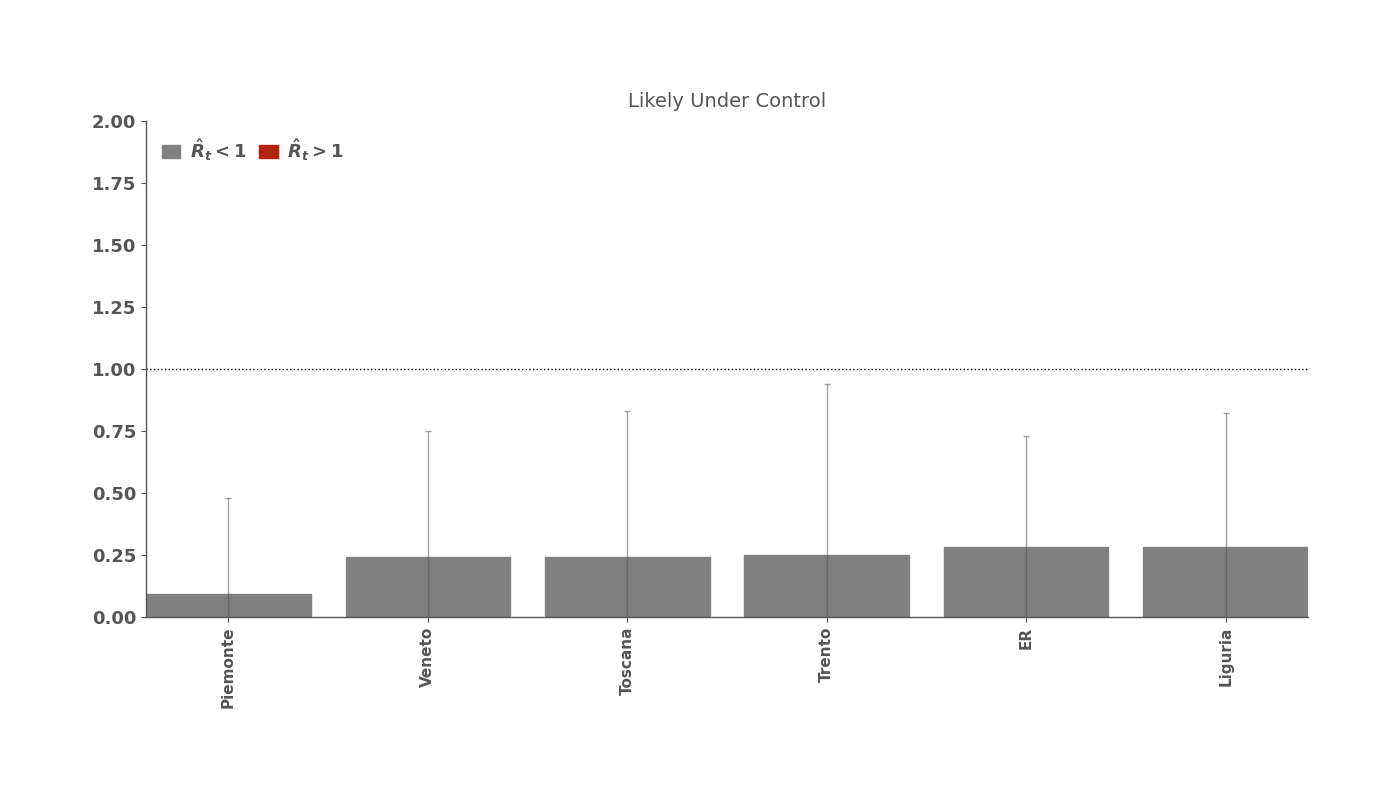 Likely Under Control
2.00
R̂t < 1 R̂t > 1
1.75
1.50
1.25
1.00
0.75
0.50
0.25
0.00
Piemonte
Veneto
Toscana
Trento
ER
Liguria